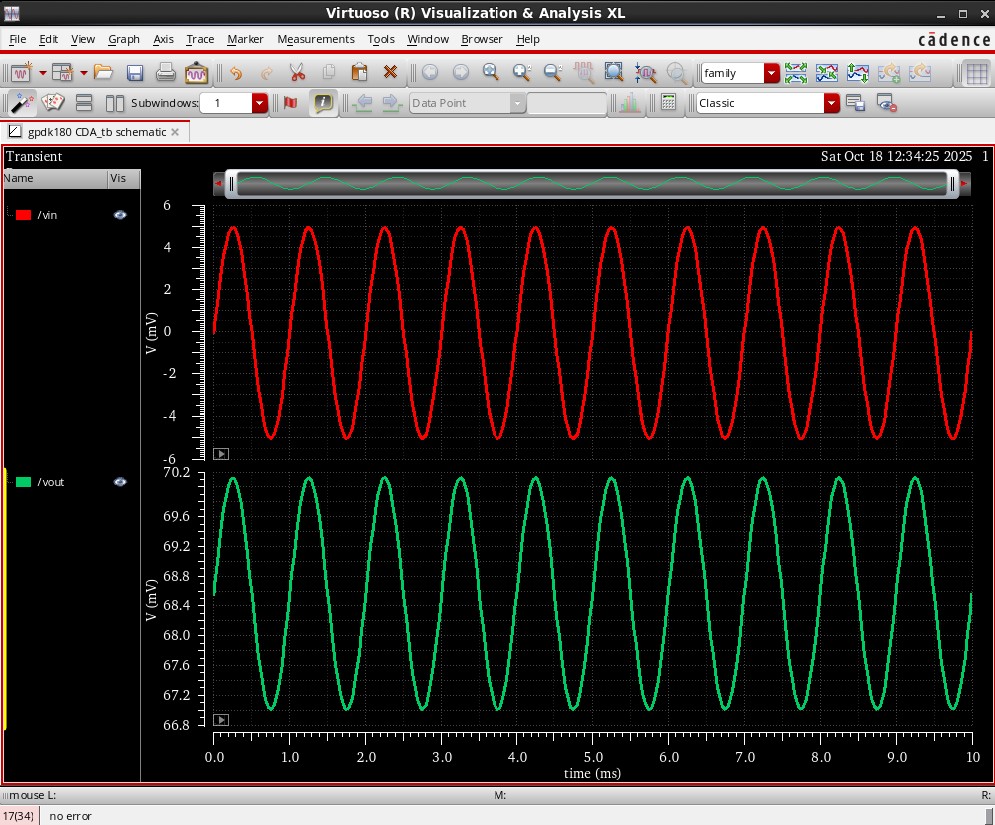 Virtuoso (R) Visualization & Analysis XL
File Edit View Graph Axis Trace Marker Measurements Tools Window Browser Help
cādence
family
Subwindows: 1
Data Point
Classic
gpdk180 CDA_tb schematic
Transient
Sat Oct 18 12:34:25 2025 1
Name Vis
/vin
6
4
2
0
-2
-4
-6
V (mV)
/vout
70.2
69.6
69.2
68.8
68.4
68.0
67.6
67.2
66.8
V (mV)
0.0 1.0 2.0 3.0 4.0 5.0 6.0 7.0 8.0 9.0 10
time (ms)
mouse L: M: R:
17(34) no error